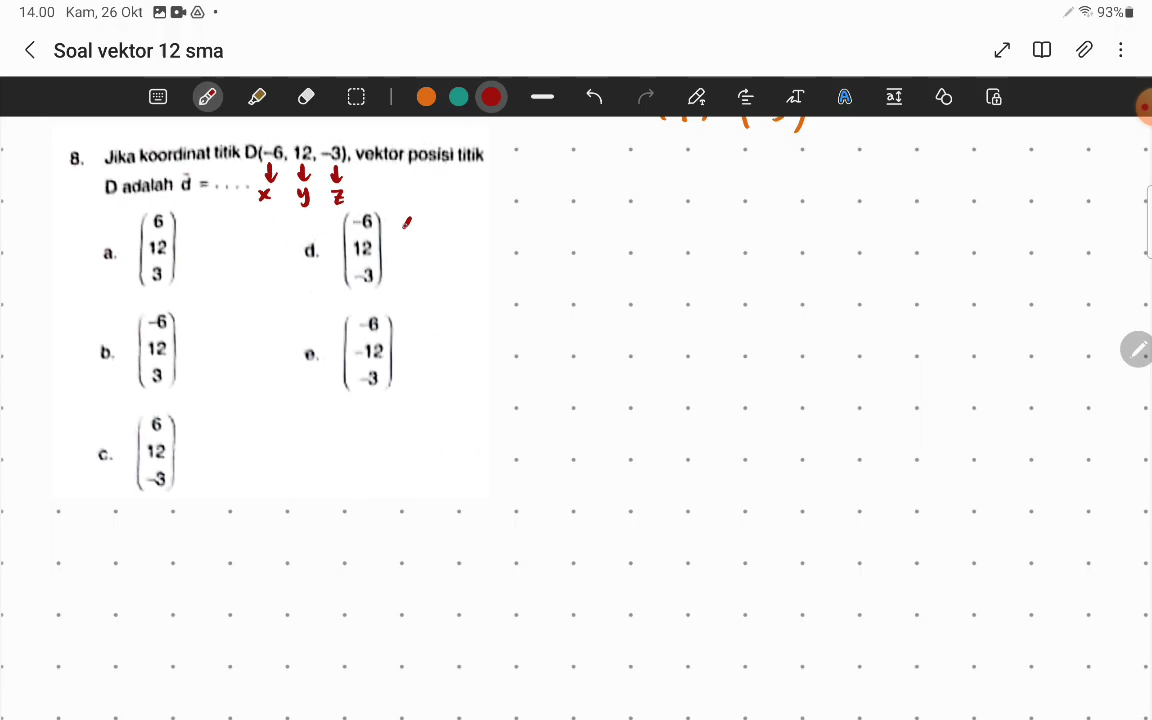 14.00 Kam, 26 Okt
93%
Soal vektor 12 sma
8. Jika koordinat titik D(–6, 12, –3), vektor posisi titik
D adalah d̄ = . . . .
x y z
a. (6 12 3)
d. (–6 12 –3)
b. (–6 12 3)
e. (–6 –12 –3)
c. (6 12 –3)